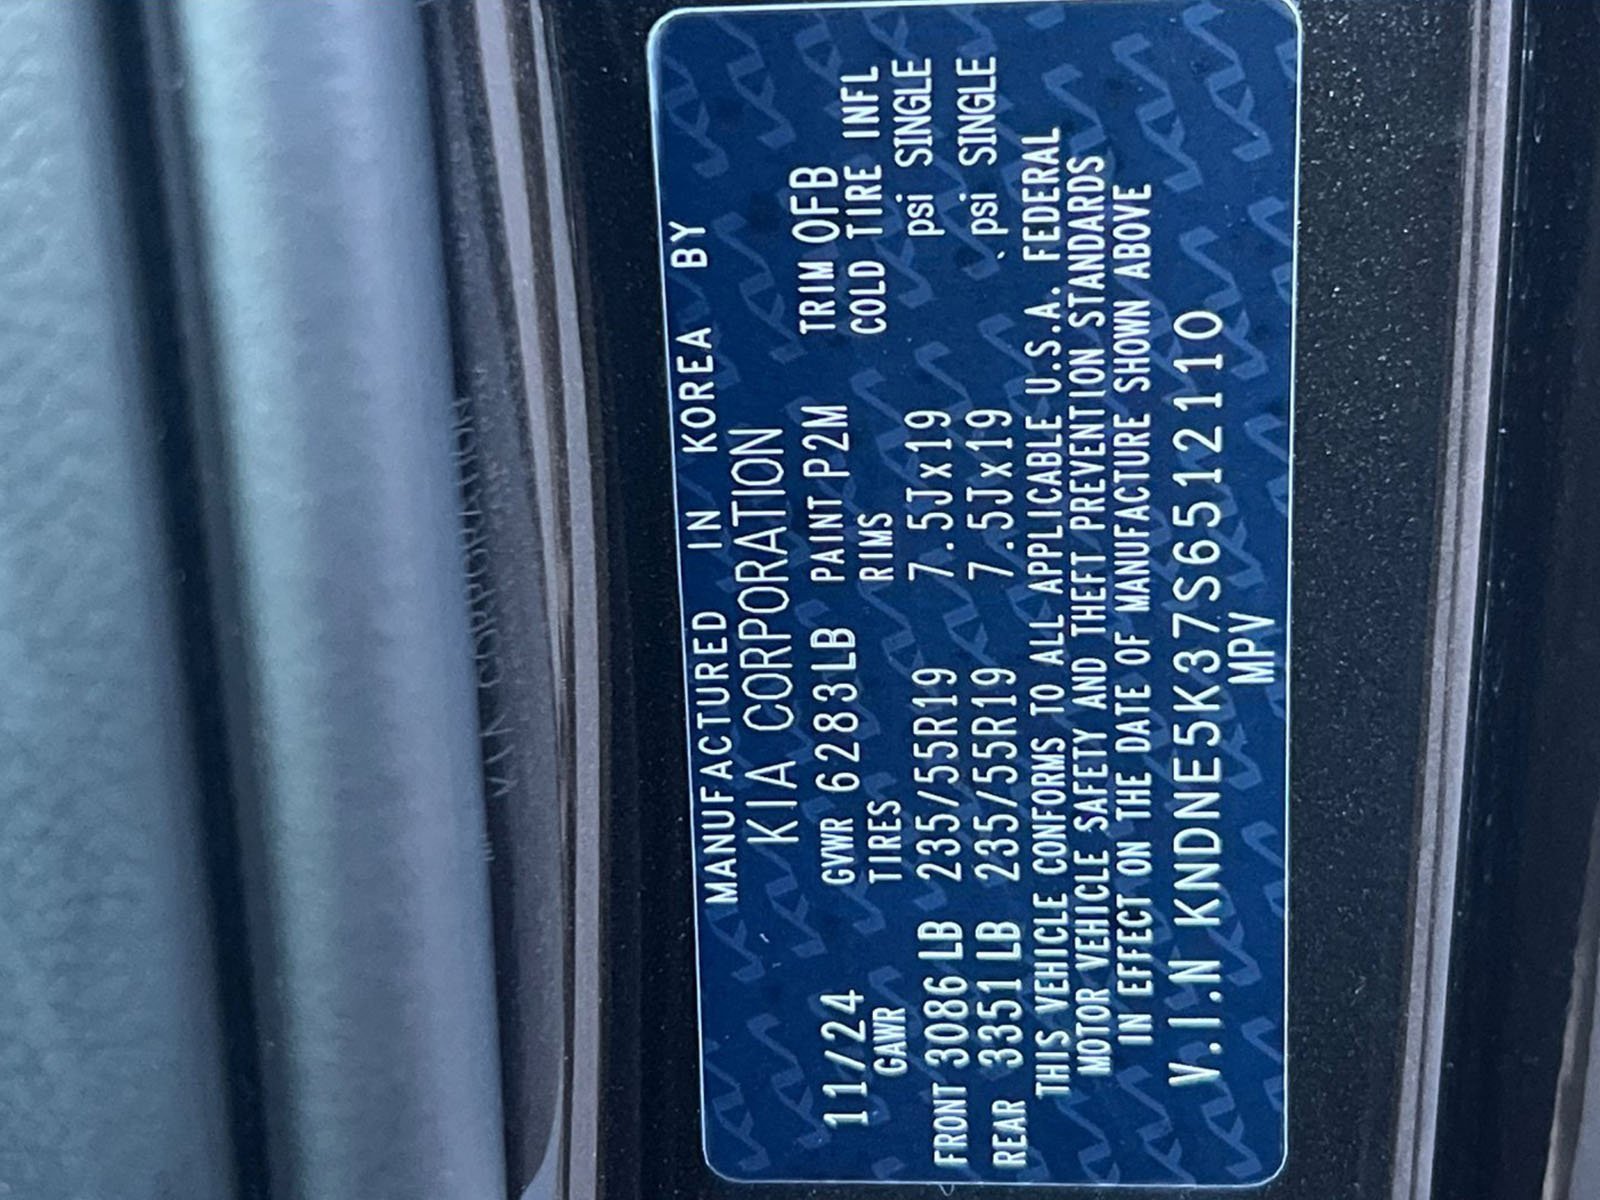 MANUFACTURED IN KOREA BY
KIA CORPORATION
11/24 GVWR 6283LB PAINT P2M TRIM OFB
GAWR TIRES RIMS COLD TIRE INFL
FRONT 3086 LB 235/55R19 7.5Jx19 psi SINGLE
REAR 3351 LB 235/55R19 7.5Jx19 psi SINGLE
THIS VEHICLE CONFORMS TO ALL APPLICABLE U.S.A. FEDERAL
MOTOR VEHICLE SAFETY AND THEFT PREVENTION STANDARDS
IN EFFECT ON THE DATE OF MANUFACTURE SHOWN ABOVE
V.I.N KNDNE5K37S6512110
MPV
KIA CORPORATION